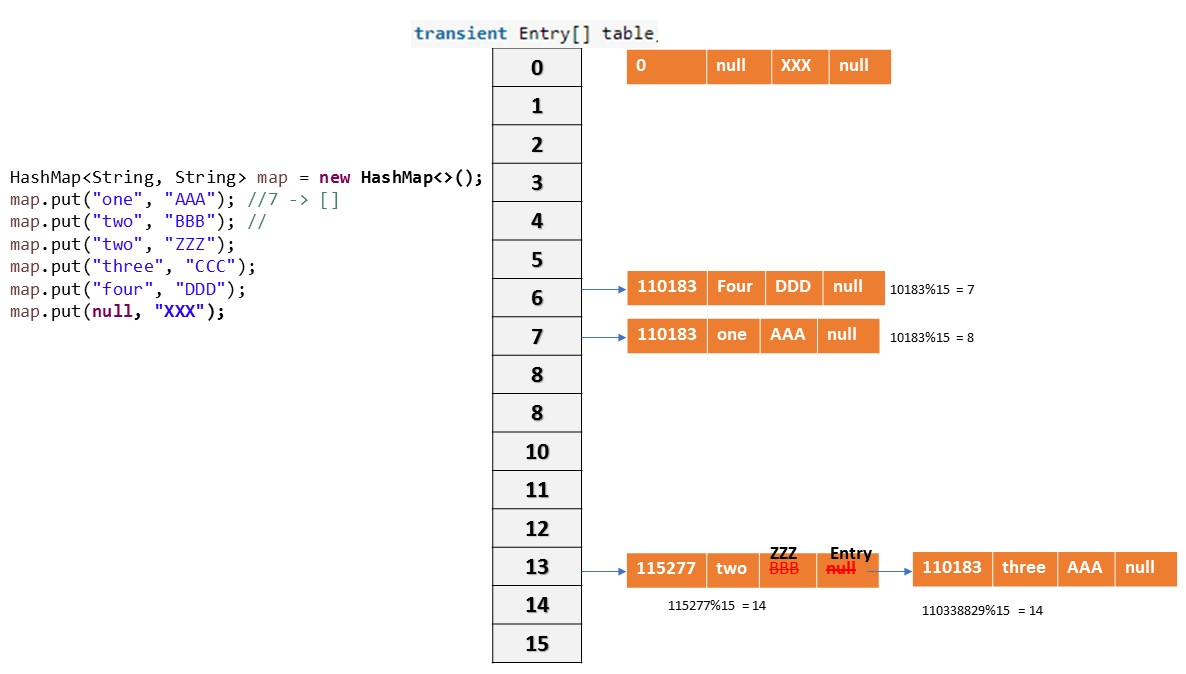 transient Entry[] table
HashMap<String, String> map = new HashMap<>();
map.put("one", "AAA"); //7 -> []
map.put("two", "BBB"); //
map.put("two", "ZZZ");
map.put("three", "CCC");
map.put("four", "DDD");
map.put(null, "XXX");
0
1
2
3
4
5
6
7
8
8
10
11
12
13
14
15
0 null XXX null
110183 Four DDD null 10183%15 = 7
110183 one AAA null 10183%15 = 8
ZZZ Entry
115277 two BBB null 110183 three AAA null
115277%15 = 14
110338829%15 = 14